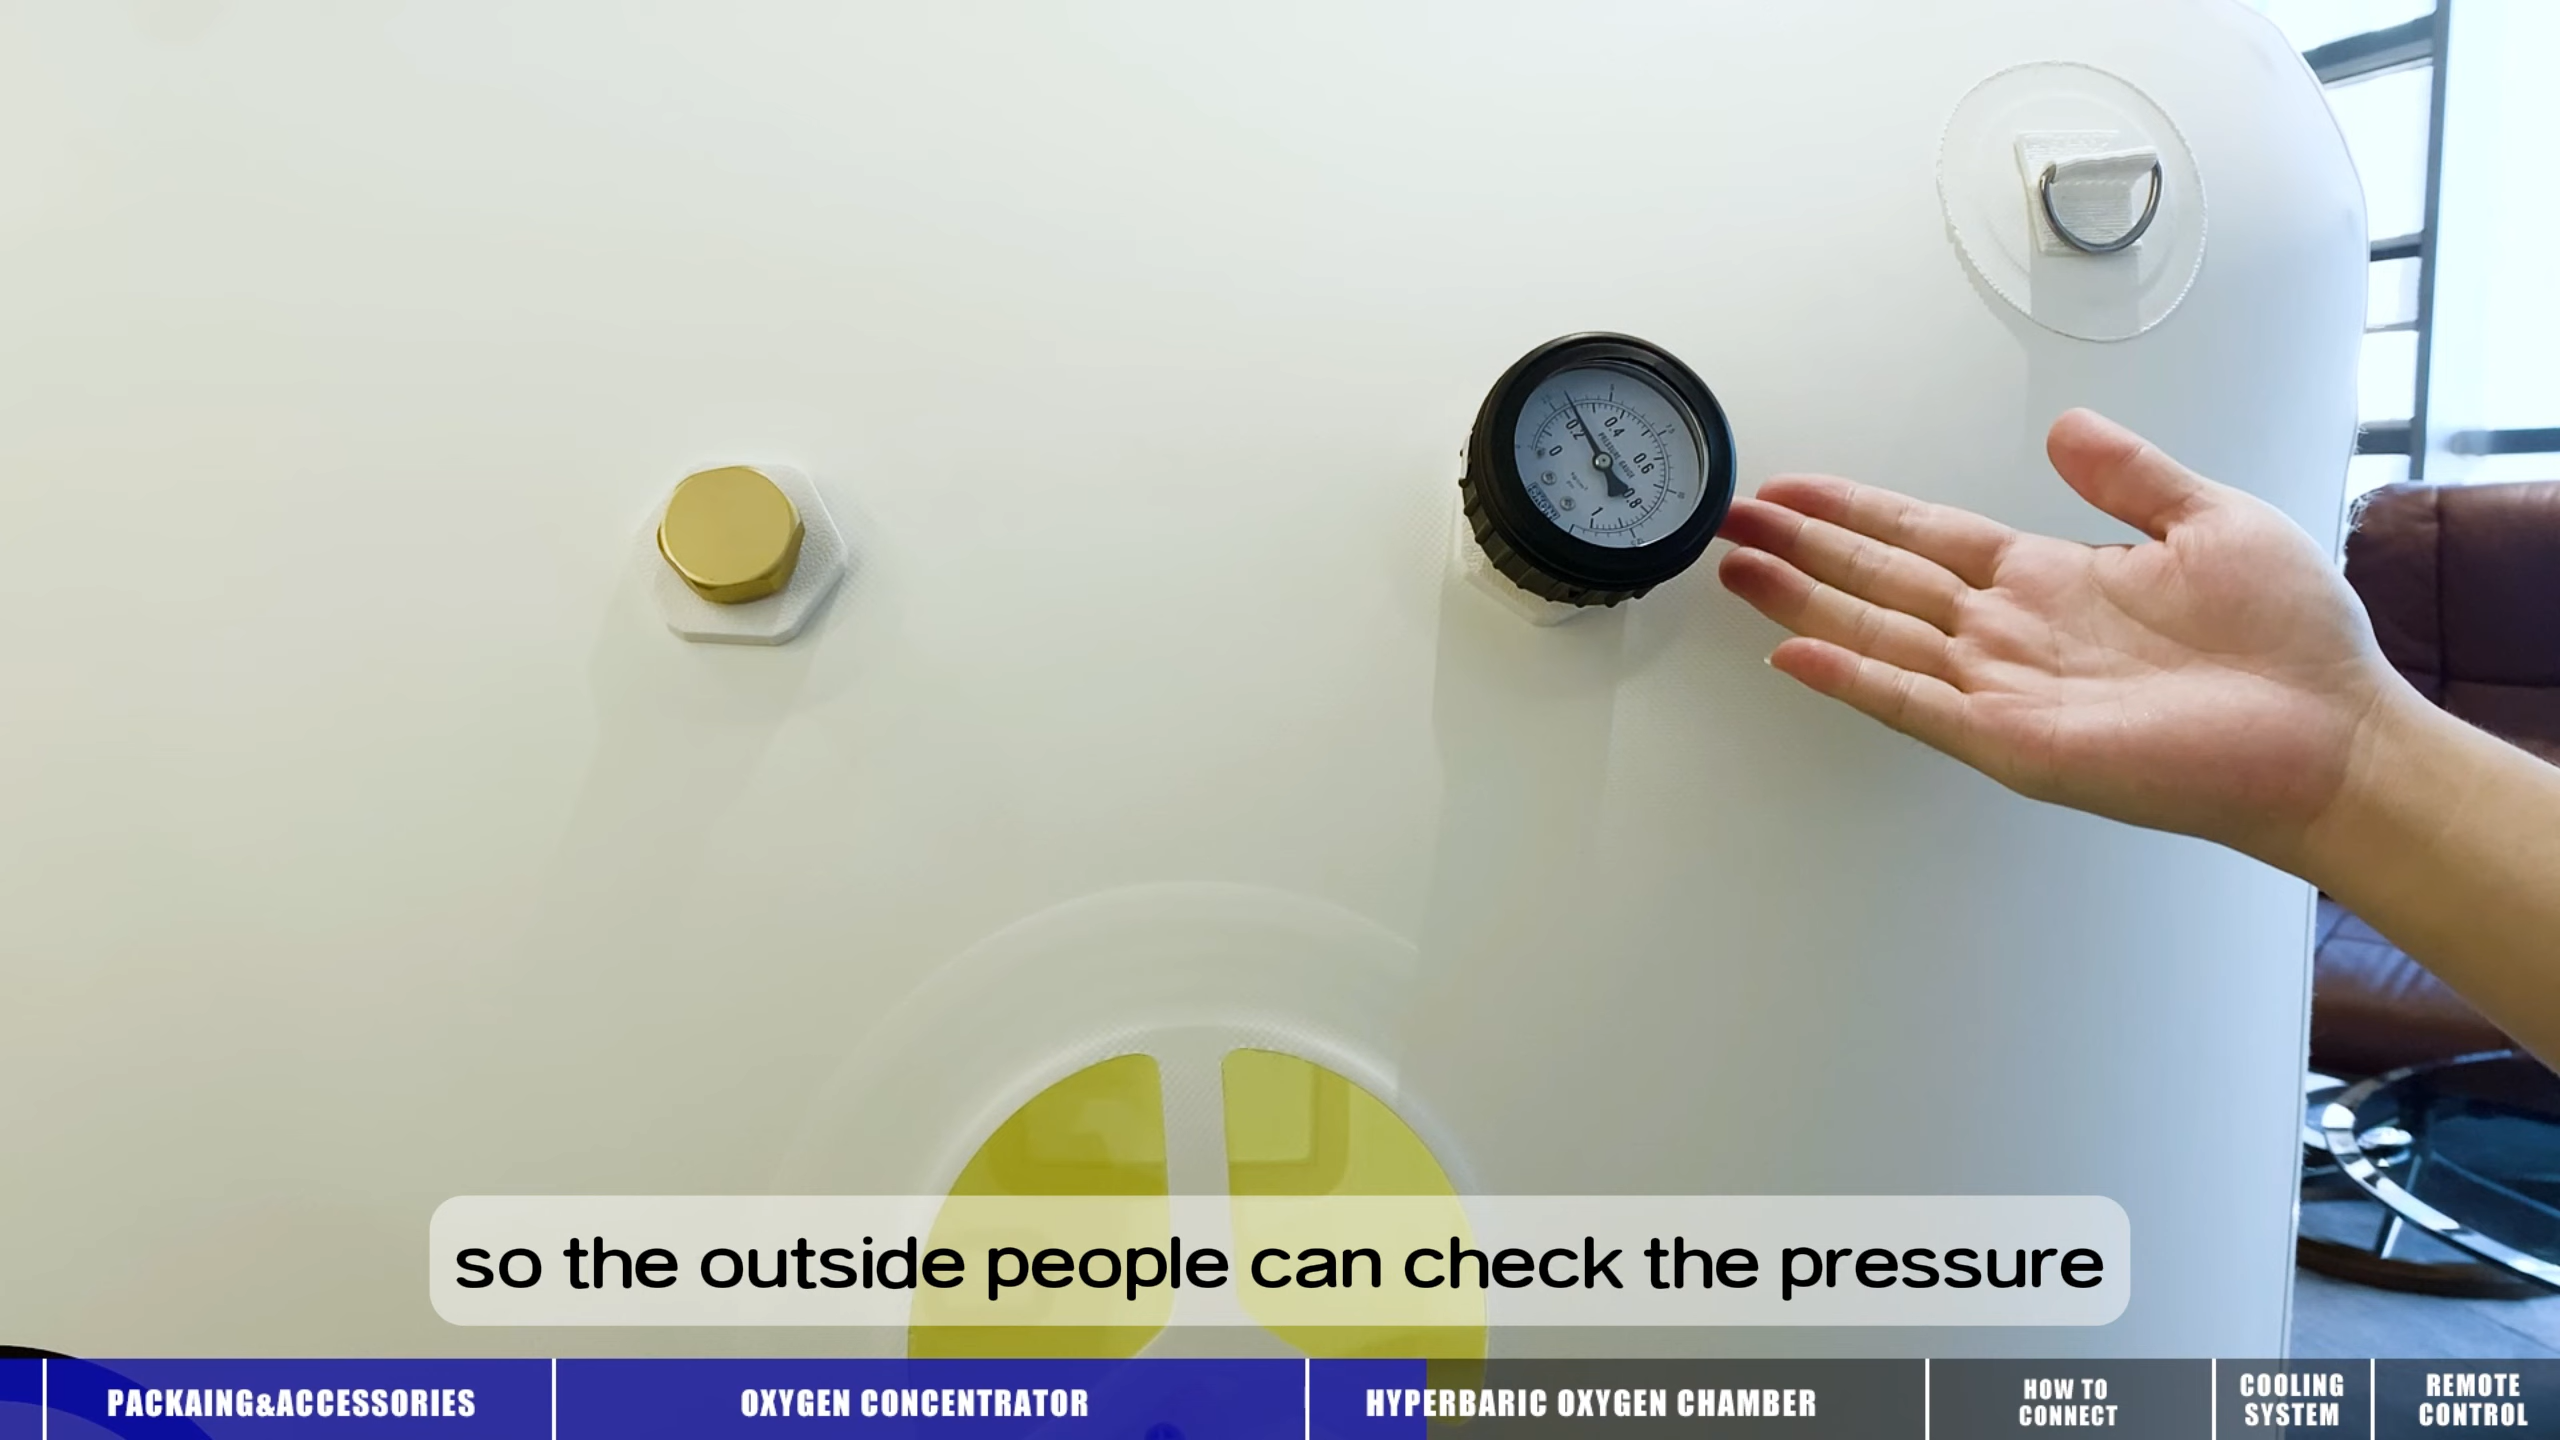 0.4
0.2
0.6
0
PRESSURE GAUGE
0.8
1
so the outside people can check the pressure
PACKAING&ACCESSORIES
OXYGEN CONCENTRATOR
HYPERBARIC OXYGEN CHAMBER
HOW TO
CONNECT
COOLING
SYSTEM
REMOTE
CONTROL